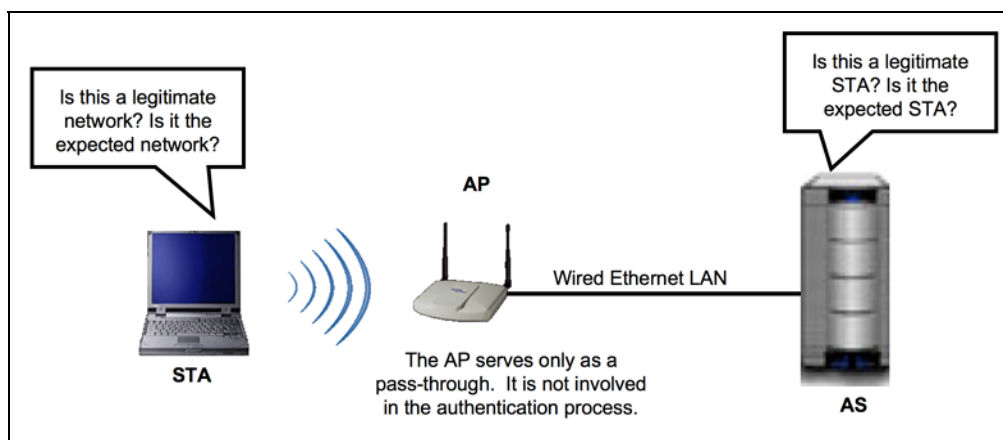 Is this a legitimate
network? Is it the
expected network?
Is this a legitimate
STA? Is it the
expected STA?
AP
Wired Ethernet LAN
STA
The AP serves only as a
pass-through. It is not involved
in the authentication process.
AS